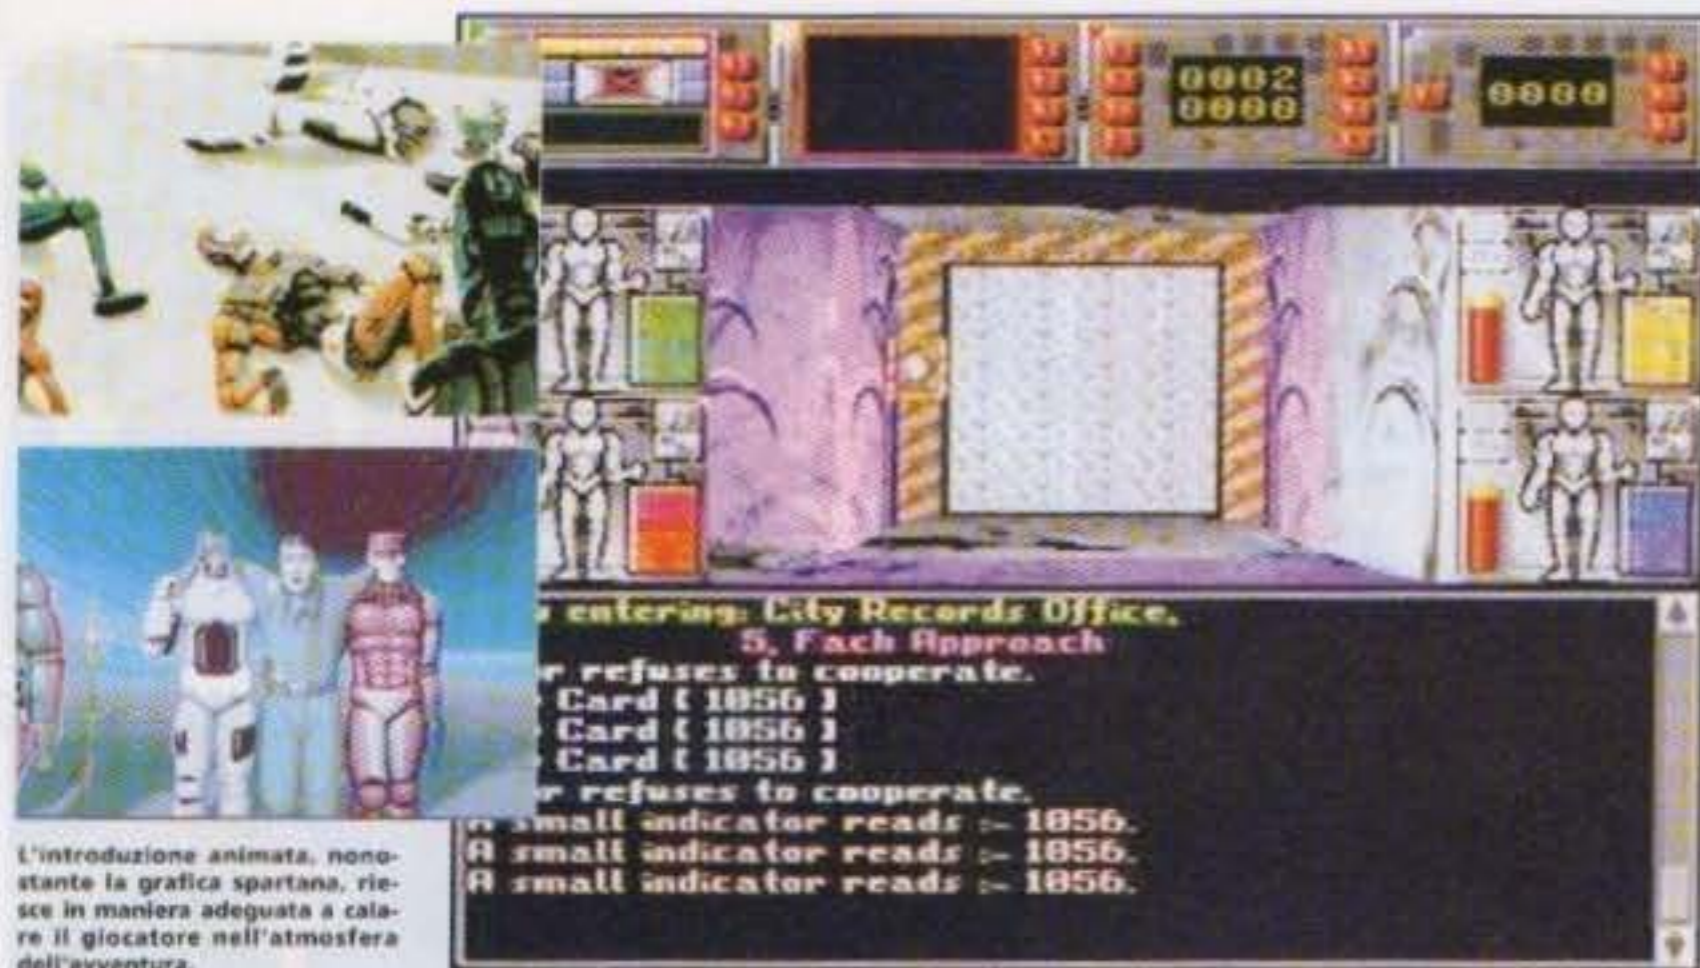 0002
0000
0000
entering: City Records Office.
5, Fach Approach
r refuses to cooperate.
Card [ 1056 ]
Card [ 1056 ]
Card [ 1056 ]
r refuses to cooperate.
A small indicator reads :- 1056.
A small indicator reads :- 1056.
A small indicator reads :- 1056.
L'introduzione animata, nono-
stante la grafica spartana, rie-
sce in maniera adeguata a cala-
re il giocatore nell'atmosfera
dell'avventura.